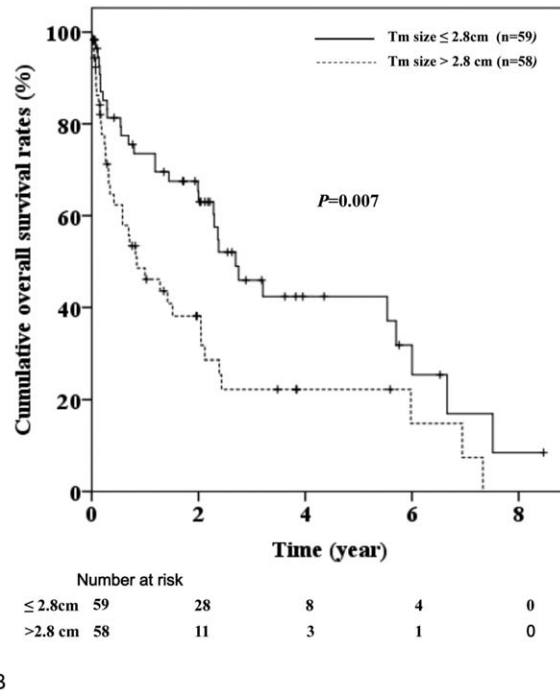 100
80
60
40
20
0
Cumulative overall survival rates (%)
Tm size ≤ 2.8cm (n=59)
Tm size > 2.8 cm (n=58)
P=0.007
0 2 4 6 8
Time (year)
Number at risk
≤ 2.8cm 59 28 8 4 0
>2.8 cm 58 11 3 1 0